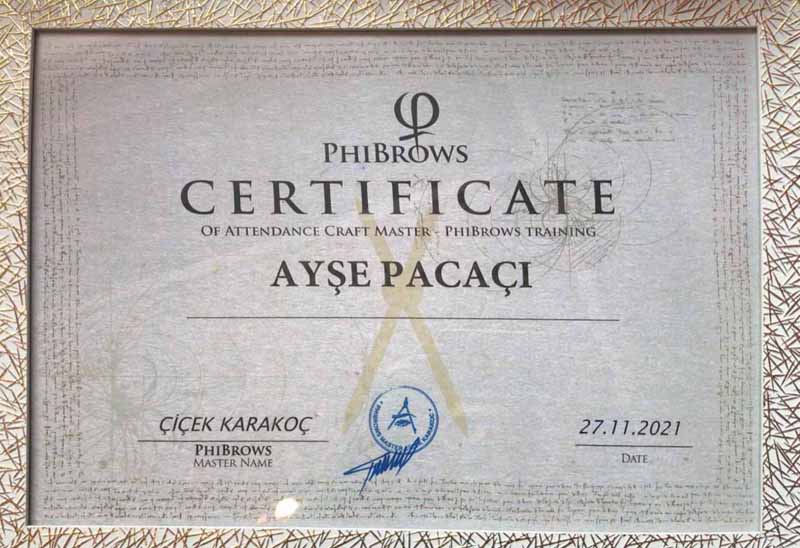 PHIBROWS
CERTIFICATE
OF ATTENDANCE CRAFT MASTER - PHIBROWS TRAINING
AYŞE PACAÇI
ÇİÇEK KARAKOÇ
PHIBROWS
MASTER NAME
27.11.2021
DATE